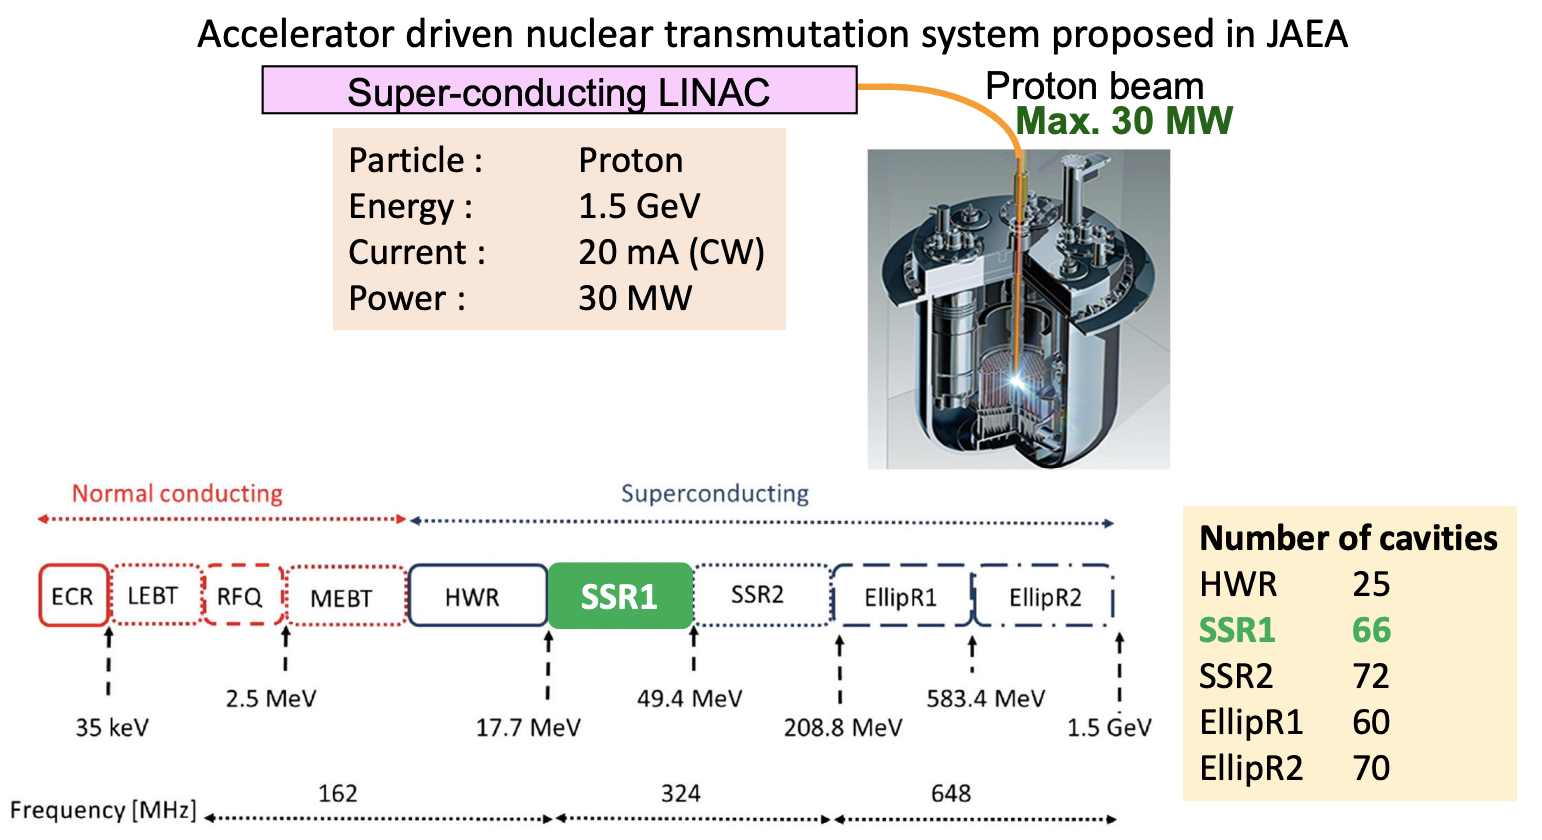 Accelerator driven nuclear transmutation system proposed in JAEA
Super-conducting LINAC
Proton beam
Max. 30 MW
Particle : Proton
Energy : 1.5 GeV
Current : 20 mA (CW)
Power : 30 MW
Normal conducting
Superconducting
ECR
LEBT
RFQ
MEBT
HWR
SSR1
SSR2
EllipR1
EllipR2
35 keV
2.5 MeV
17.7 MeV
49.4 MeV
208.8 MeV
583.4 MeV
1.5 GeV
Frequency [MHz]
162
324
648
Number of cavities
HWR 25
SSR1 66
SSR2 72
EllipR1 60
EllipR2 70